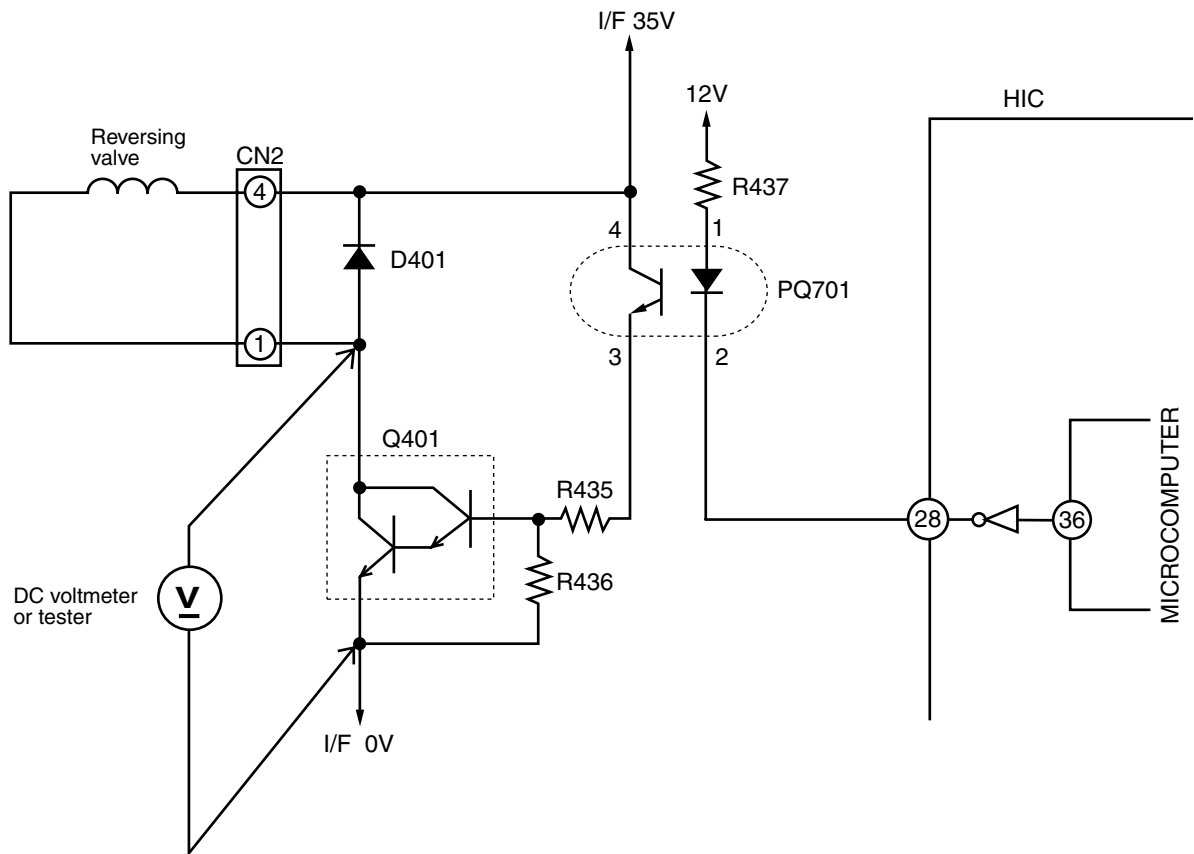 I/F 35V
12V
HIC
Reversing
valve
CN2
4
R437
4
1
D401
PQ701
1
3
2
Q401
R435
28
36
R436
MICROCOMPUTER
DC voltmeter
or tester
V
I/F 0V